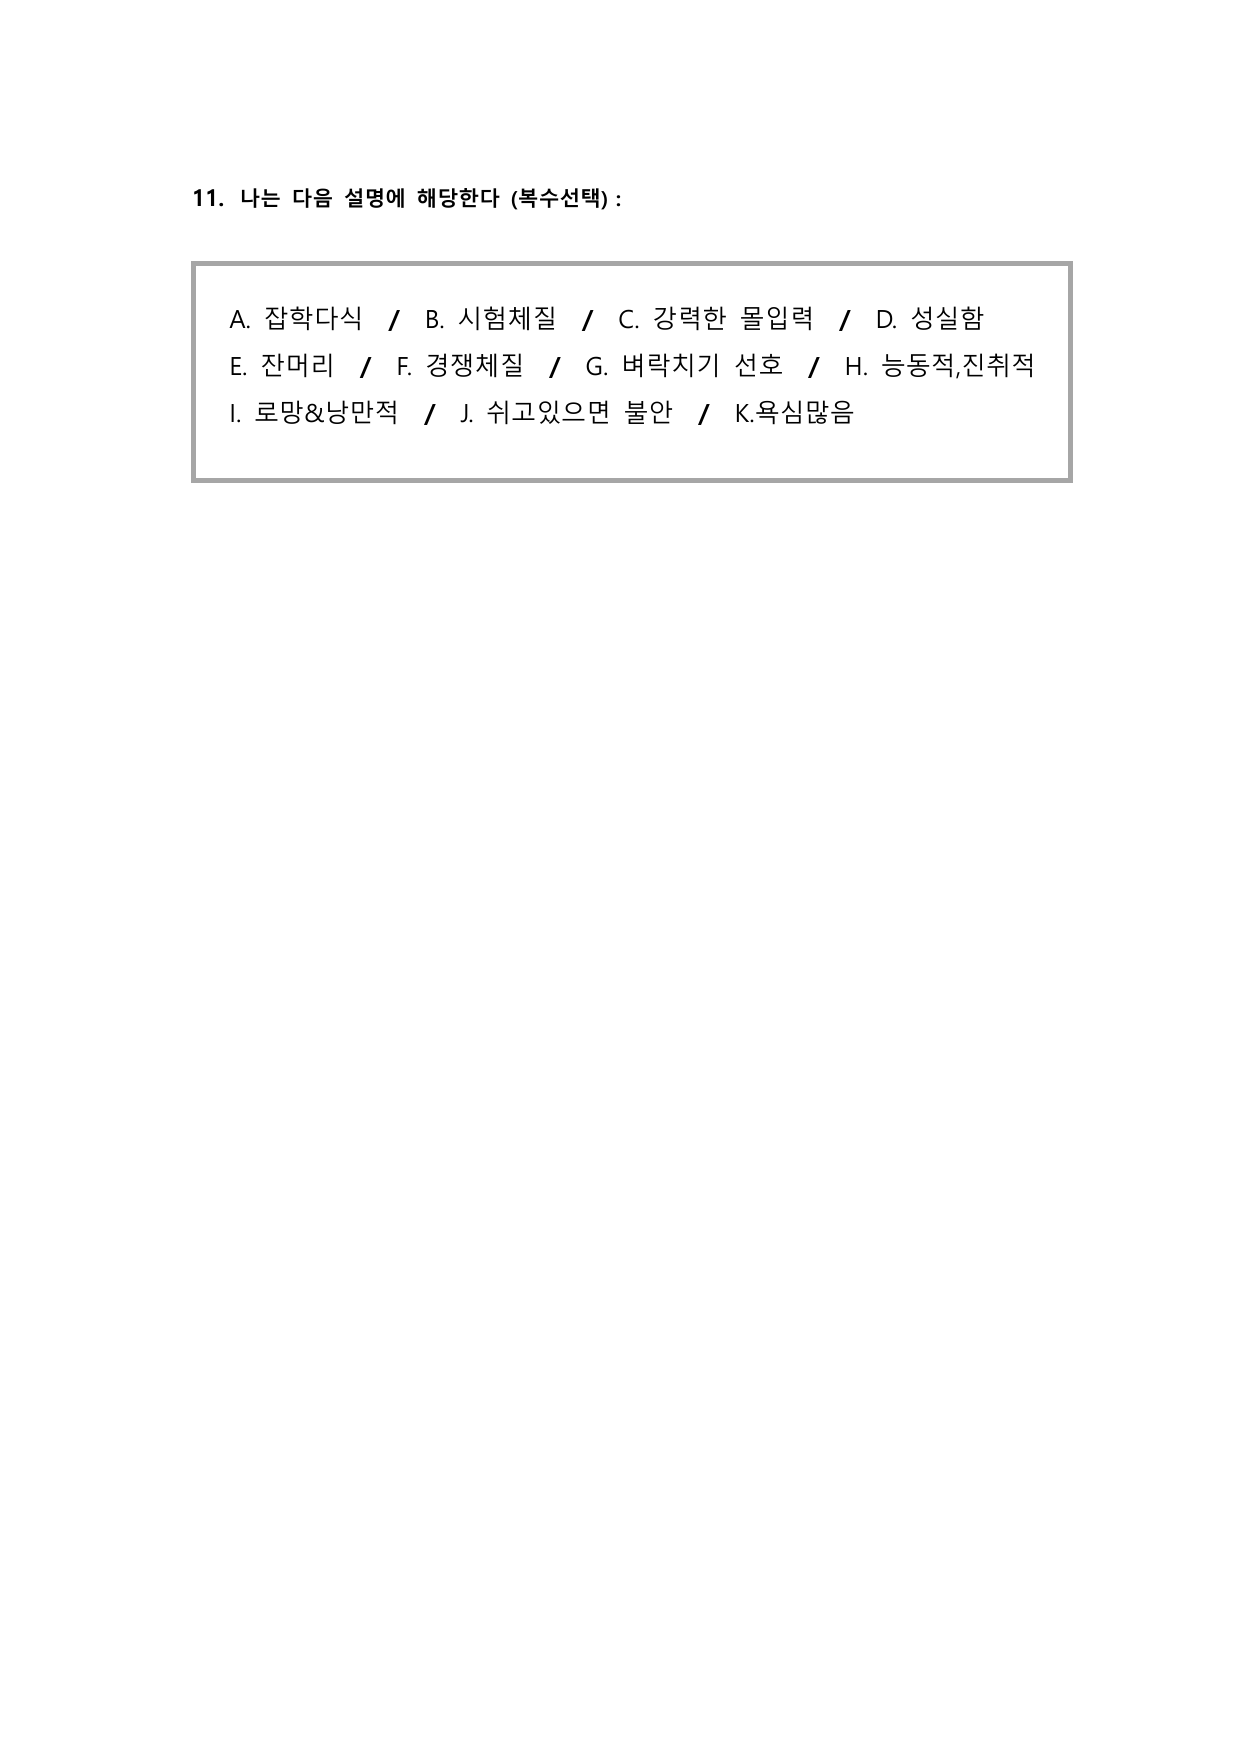 11. 나는 다음 설명에 해당한다 (복수선택) :
A. 잡학다식 / B. 시험체질 / C. 강력한 몰입력 / D. 성실함
E. 잔머리 / F. 경쟁체질 / G. 벼락치기 선호 / H. 능동적,진취적
I. 로망&낭만적 / J. 쉬고있으면 불안 / K.욕심많음